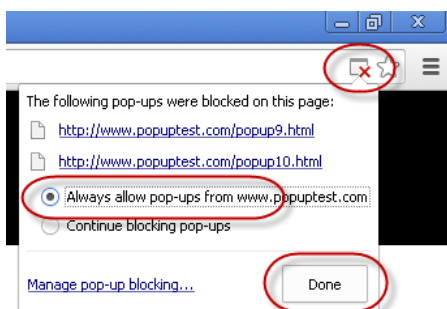 The following pop-ups were blocked on this page:
http://www.popuptest.com/popup9.html
http://www.popuptest.com/popup10.html
Always allow pop-ups from www.popuptest.com
Continue blocking pop-ups
Manage pop-up blocking...
Done